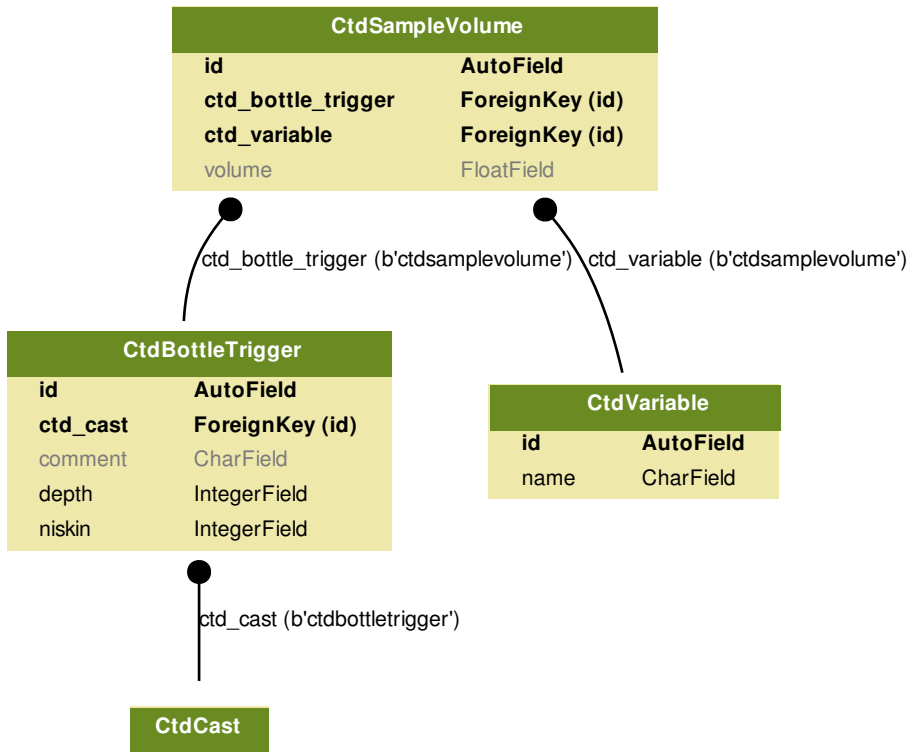 CtdSampleVolume
id AutoField
ctd_bottle_trigger ForeignKey (id)
ctd_variable ForeignKey (id)
volume FloatField
ctd_bottle_trigger (b'ctdsamplevolume') ctd_variable (b'ctdsamplevolume')
CtdBottleTrigger
id AutoField
ctd_cast ForeignKey (id)
comment CharField
depth IntegerField
niskin IntegerField
CtdVariable
id AutoField
name CharField
ctd_cast (b'ctdbottletrigger')
CtdCast